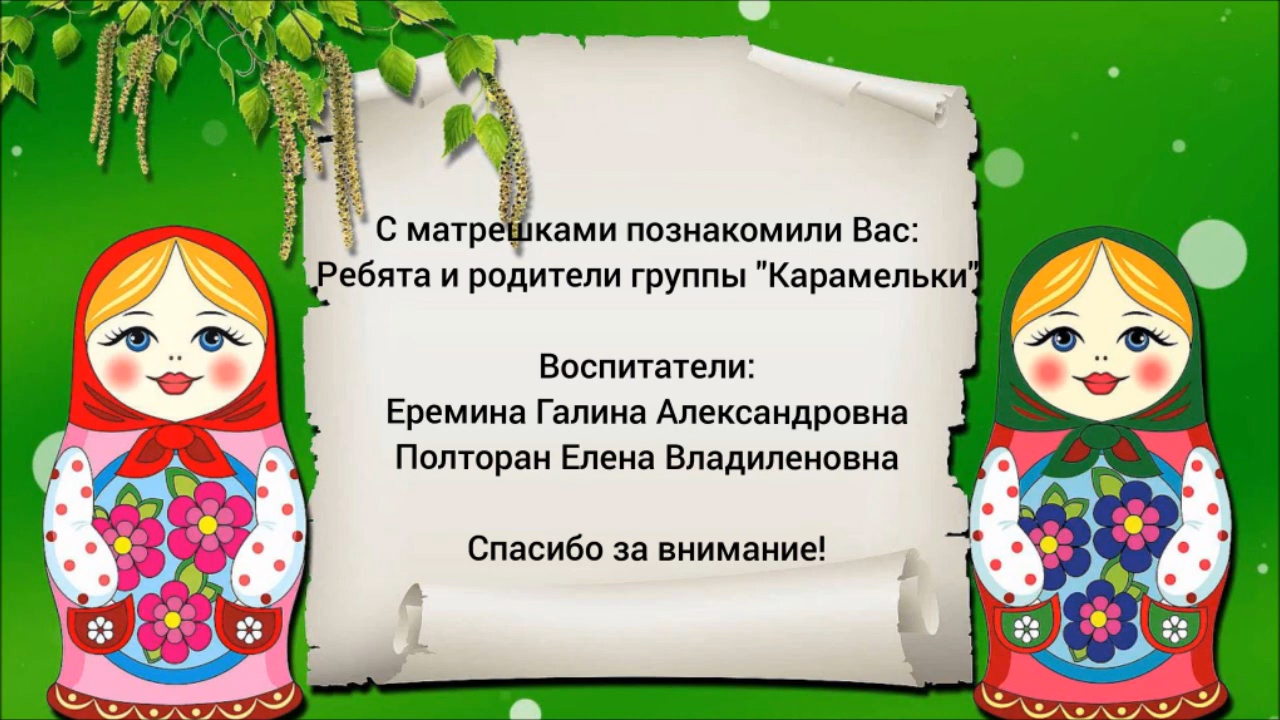 С матрешками познакомили Вас:
Ребята и родители группы "Карамельки"
Воспитатели:
Еремина Галина Александровна
Полторан Елена Владиленовна
Спасибо за внимание!